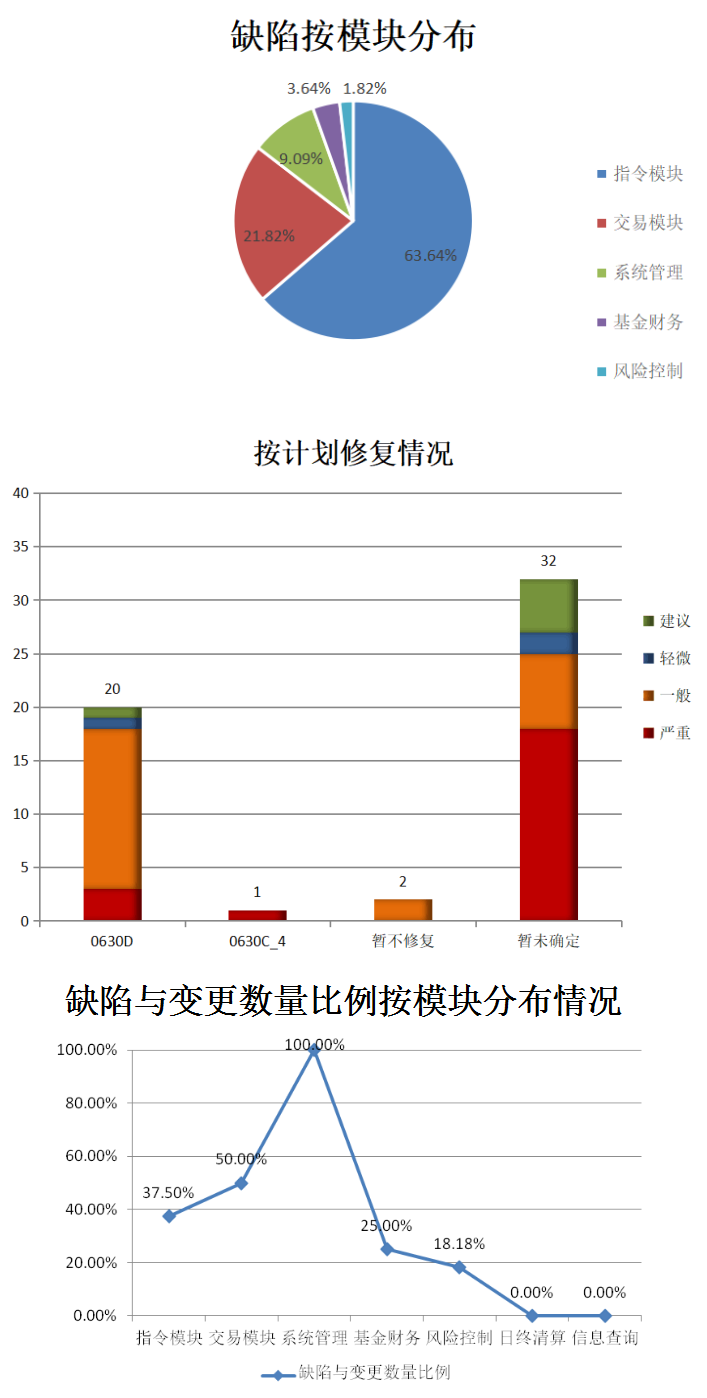 缺陷按模块分布
3.64%
1.82%
9.09%
21.82%
63.64%
指令模块
交易模块
系统管理
基金财务
风险控制
按计划修复情况
40
35
30
25
20
15
10
5
0
20
1
2
32
0630D
0630C_4
暂不修复
暂未确定
建议
轻微
一般
严重
缺陷与变更数量比例按模块分布情况
100.00%
80.00%
60.00%
40.00%
20.00%
0.00%
37.50%
50.00%
100.00%
25.00%
18.18%
0.00%
0.00%
指令模块
交易模块
系统管理
基金财务
风险控制
日终清算
信息查询
缺陷与变更数量比例